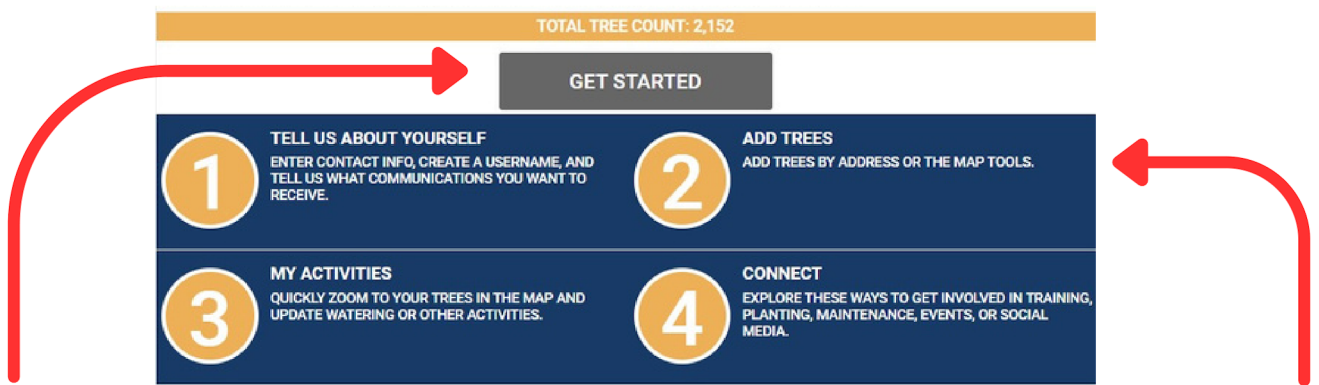 TOTAL TREE COUNT: 2,152
GET STARTED
1
TELL US ABOUT YOURSELF
ENTER CONTACT INFO, CREATE A USERNAME, AND
TELL US WHAT COMMUNICATIONS YOU WANT TO
RECEIVE.
2
ADD TREES
ADD TREES BY ADDRESS OR THE MAP TOOLS.
3
MY ACTIVITIES
QUICKLY ZOOM TO YOUR TREES IN THE MAP AND
UPDATE WATERING OR OTHER ACTIVITIES.
4
CONNECT
EXPLORE THESE WAYS TO GET INVOLVED IN TRAINING,
PLANTING, MAINTENANCE, EVENTS, OR SOCIAL
MEDIA.